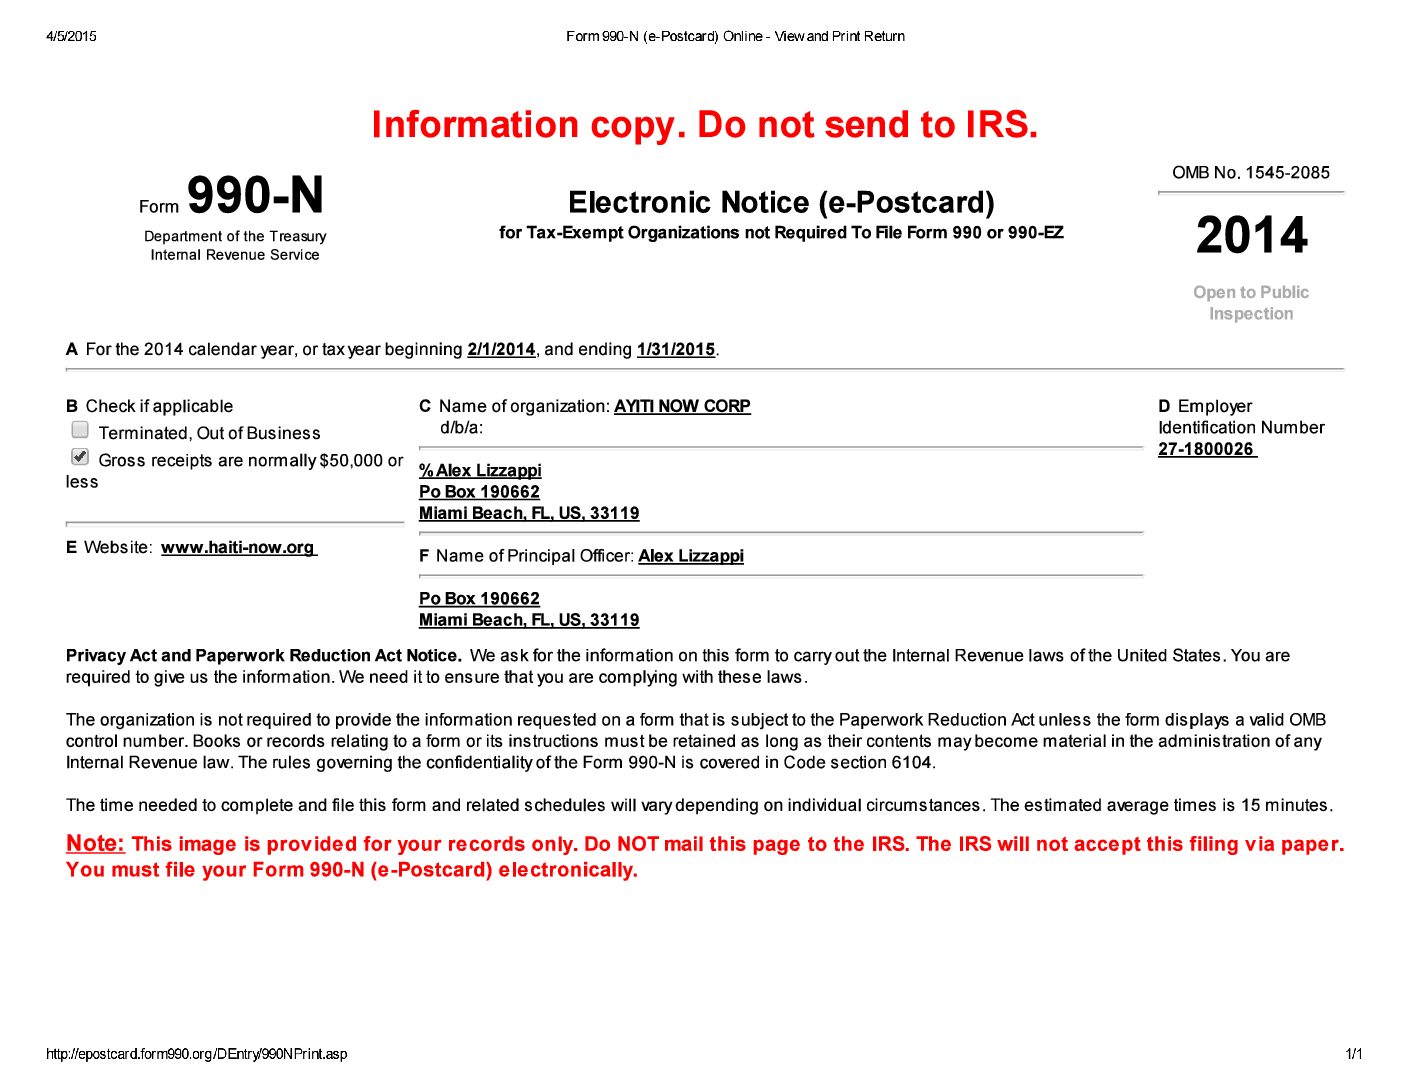 4/5/2015
Form 990-N (e-Postcard) Online - View and Print Return
Information copy. Do not send to IRS.
Form 990-N
Department of the Treasury
Internal Revenue Service
Electronic Notice (e-Postcard)
for Tax-Exempt Organizations not Required To File Form 990 or 990-EZ
OMB No. 1545-2085
2014
Open to Public
Inspection
A For the 2014 calendar year, or tax year beginning 2/1/2014, and ending 1/31/2015.
B Check if applicable
Terminated, Out of Business
Gross receipts are normally $50,000 or
less
E Website: www.haiti-now.org
C Name of organization: AYITI NOW CORP
d/b/a:
% Alex Lizzappi
Po Box 190662
Miami Beach, FL, US, 33119
F Name of Principal Officer: Alex Lizzappi
Po Box 190662
Miami Beach, FL, US, 33119
D Employer
Identification Number
27-1800026
Privacy Act and Paperwork Reduction Act Notice. We ask for the information on this form to carry out the Internal Revenue laws of the United States. You are
required to give us the information. We need it to ensure that you are complying with these laws.
The organization is not required to provide the information requested on a form that is subject to the Paperwork Reduction Act unless the form displays a valid OMB
control number. Books or records relating to a form or its instructions must be retained as long as their contents may become material in the administration of any
Internal Revenue law. The rules governing the confidentiality of the Form 990-N is covered in Code section 6104.
The time needed to complete and file this form and related schedules will vary depending on individual circumstances. The estimated average times is 15 minutes.
Note: This image is provided for your records only. Do NOT mail this page to the IRS. The IRS will not accept this filing via paper.
You must file your Form 990-N (e-Postcard) electronically.
http://epostcard.form990.org/DEntry/990NPrint.asp
1/1